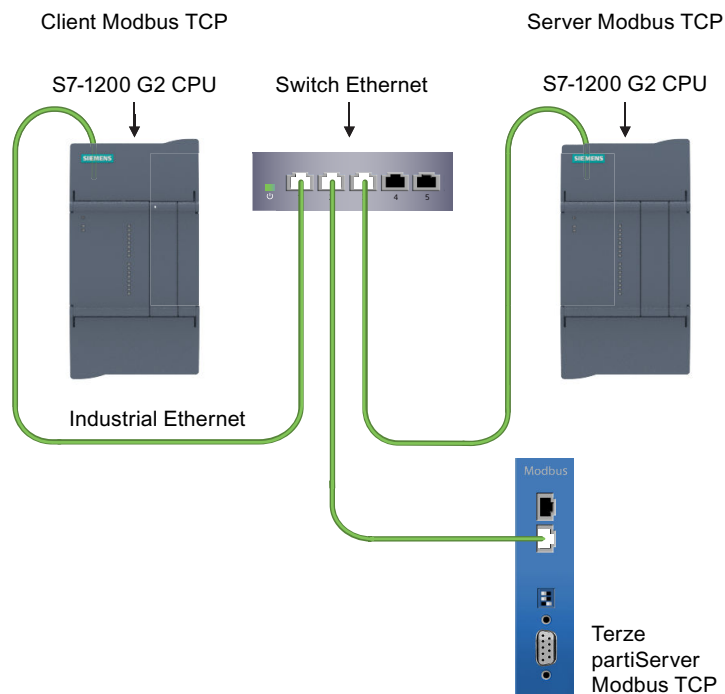 Client Modbus TCP
Server Modbus TCP
S7-1200 G2 CPU
Switch Ethernet
S7-1200 G2 CPU
SIEMENS
SIEMENS
4 5
Industrial Ethernet
Modbus
Terze
partiServer
Modbus TCP